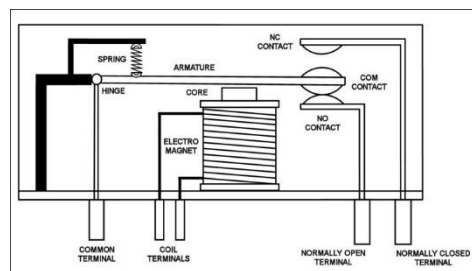 NC
CONTACT
SPRING
ARMATURE
COM
CONTACT
HINGE
CORE
NO
CONTACT
ELECTRO
MAGNET
COMMON
TERMINAL
COIL
TERMINALS
NORMALLY OPEN
TERMINAL
NORMALLY CLOSED
TERMINAL